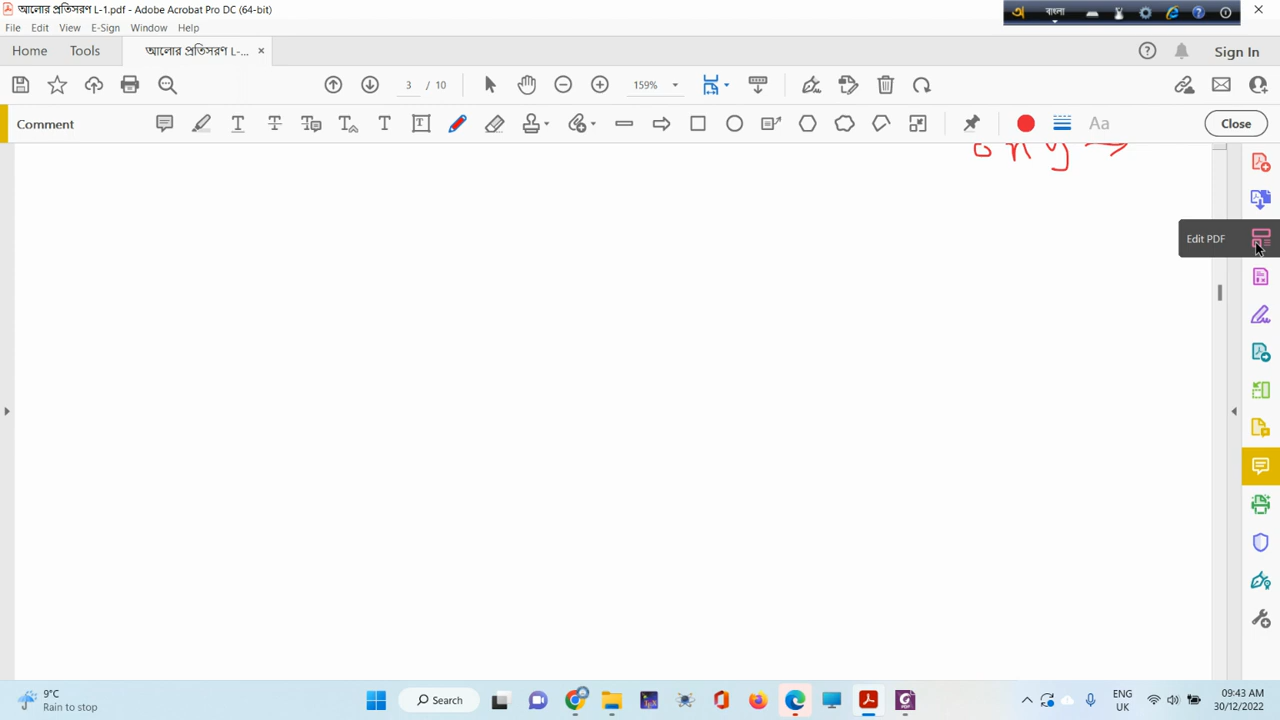 আলোর প্রতিসরণ L-1.pdf - Adobe Acrobat Pro DC (64-bit)
অ বাংলা
File Edit View E-Sign Window Help
Home Tools আলোর প্রতিসরণ L-... × Sign In
3 / 10 159%
Comment Close
Aa
Edit PDF
9°C
Rain to stop
Search
ENG
UK
09:43 AM
30/12/2022